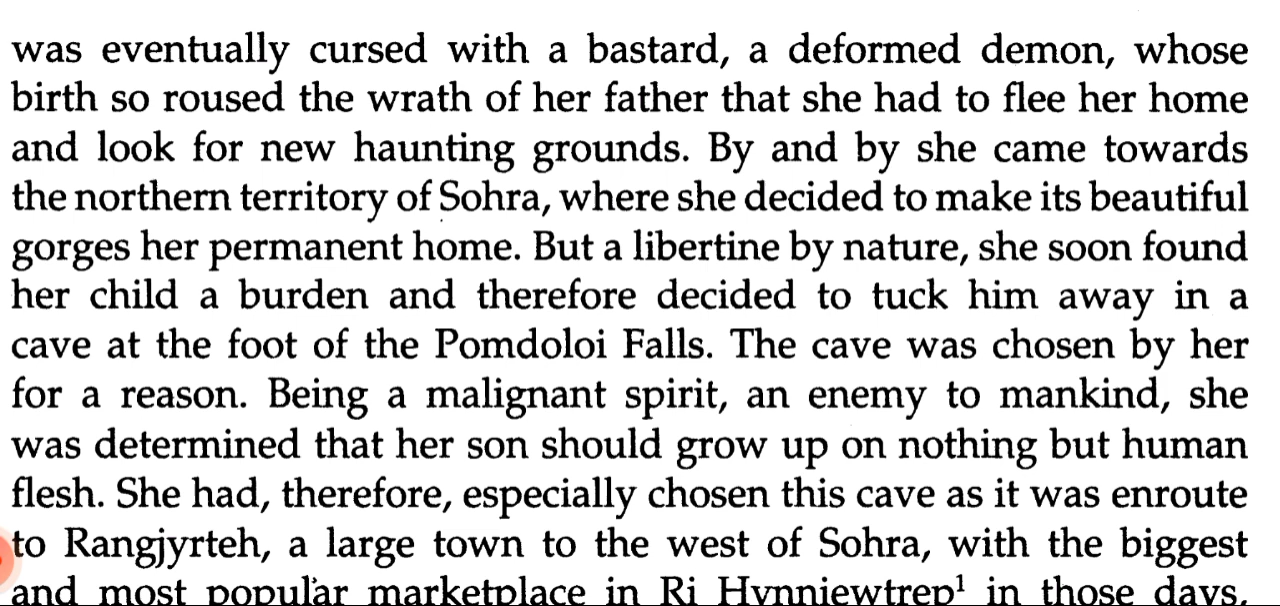 was eventually cursed with a bastard, a deformed demon, whose
birth so roused the wrath of her father that she had to flee her home
and look for new haunting grounds. By and by she came towards
the northern territory of Sohra, where she decided to make its beautiful
gorges her permanent home. But a libertine by nature, she soon found
her child a burden and therefore decided to tuck him away in a
cave at the foot of the Pomdoloi Falls. The cave was chosen by her
for a reason. Being a malignant spirit, an enemy to mankind, she
was determined that her son should grow up on nothing but human
flesh. She had, therefore, especially chosen this cave as it was enroute
to Rangjyrteh, a large town to the west of Sohra, with the biggest
and most popular marketplace in Ri Hynniewtrep¹ in those days.